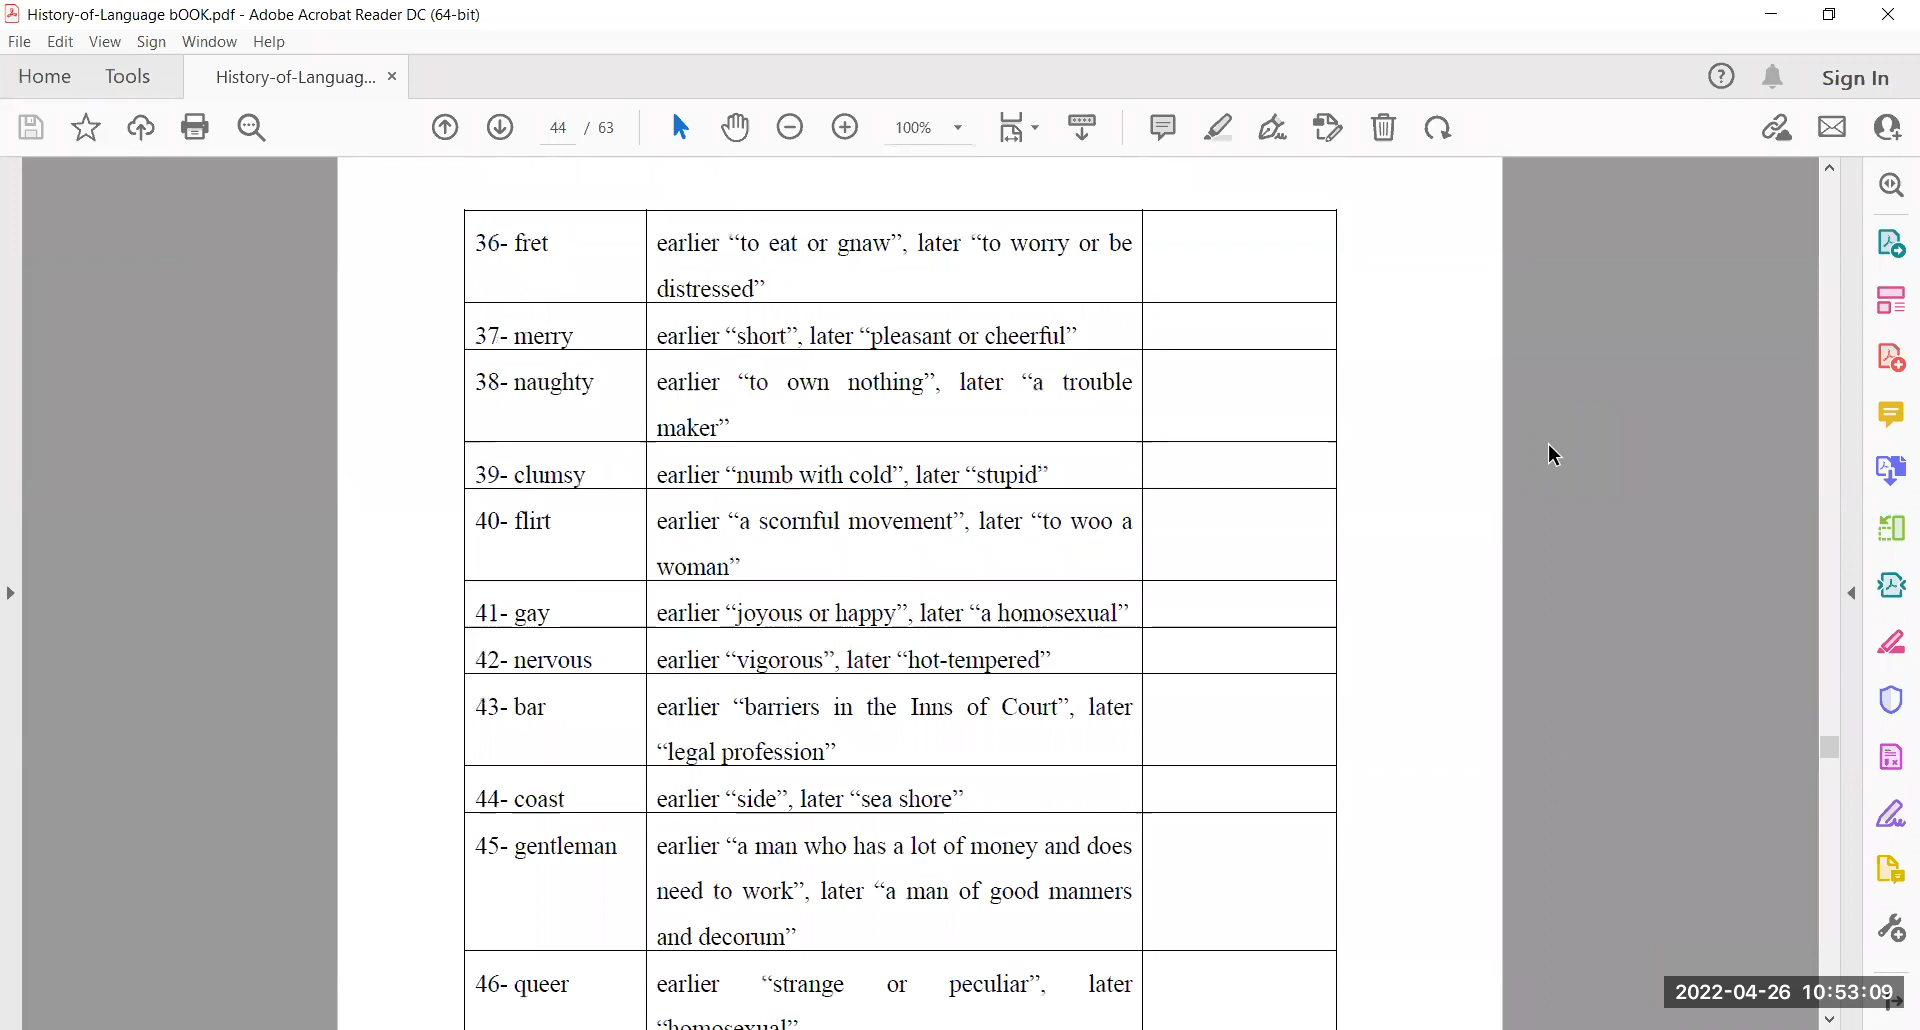 History-of-Language bOOK.pdf - Adobe Acrobat Reader DC (64-bit)
File Edit View Sign Window Help
Home Tools History-of-Languag... × Sign In
44 / 63 100%
36- fret earlier “to eat or gnaw”, later “to worry or be
distressed”
37- merry earlier “short”, later “pleasant or cheerful”
38- naughty earlier “to own nothing”, later “a trouble
maker”
39- clumsy earlier “numb with cold”, later “stupid”
40- flirt earlier “a scornful movement”, later “to woo a
woman”
41- gay earlier “joyous or happy”, later “a homosexual”
42- nervous earlier “vigorous”, later “hot-tempered”
43- bar earlier “barriers in the Inns of Court”, later
“legal profession”
44- coast earlier “side”, later “sea shore”
45- gentleman earlier “a man who has a lot of money and does
need to work”, later “a man of good manners
and decorum”
46- queer earlier “strange or peculiar”, later
“homosexual”
2022-04-26 10:53:09